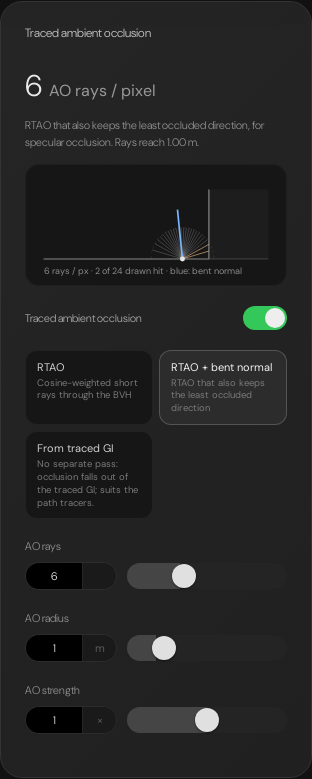 Traced ambient occlusion
6 AO rays / pixel
RTAO that also keeps the least occluded direction, for
specular occlusion. Rays reach 1.00 m.
6 rays / px · 2 of 24 drawn hit · blue: bent normal
Traced ambient occlusion
RTAO
Cosine-weighted short
rays through the BVH
RTAO + bent normal
RTAO that also keeps
the least occluded
direction
From traced GI
No separate pass:
occlusion falls out of
the traced GI; suits the
path tracers.
AO rays
6
AO radius
1 m
AO strength
1 ×